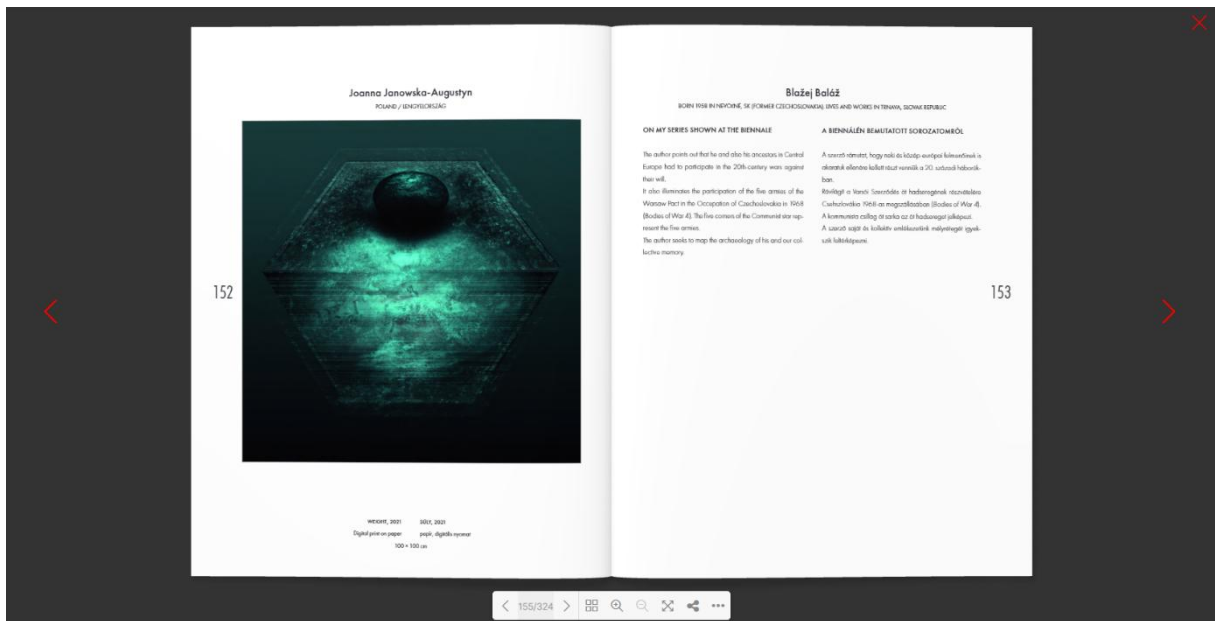 Joanna Janowska-Augustyn
POLAND / LENGYELORSZÁG
152
WEIGHT, 2021
Digital print on paper
SÚLY, 2021
papír, digitális nyomat
100 × 100 cm
Blažej Baláž
BORN 1958 IN NEVOĽNÉ, SK (FORMER CZECHOSLOVAKIA), LIVES AND WORKS IN TRNAVA, SLOVAK REPUBLIC
ON MY SERIES SHOWN AT THE BIENNALE
The author points out that he and also his ancestors in Central
Europe had to participate in the 20th-century wars against
their will.
It also illuminates the participation of the five armies of the
Warsaw Pact in the Occupation of Czechoslovakia in 1968
(Bodies of War 4). The five corners of the Communist star rep-
resent the five armies.
The author seeks to map the archaeology of his and our col-
lective memory.
A BIENNÁLÉN BEMUTATOTT SOROZATOMRÓL
A szerző rámutat, hogy neki és közép-európai felmenőinek is
akaratuk ellenére kellett részt venniük a 20. századi háborúk-
ban.
Rávilágít a Varsói Szerződés öt hadseregének részvételére
Csehszlovákia 1968-as megszállásában (Bodies of War 4).
A kommunista csillag öt sarka az öt hadsereget jelképezi.
A szerző saját és kollektív emlékezetünk mélyrétegét igyek-
szik feltérképezni.
153
155/324